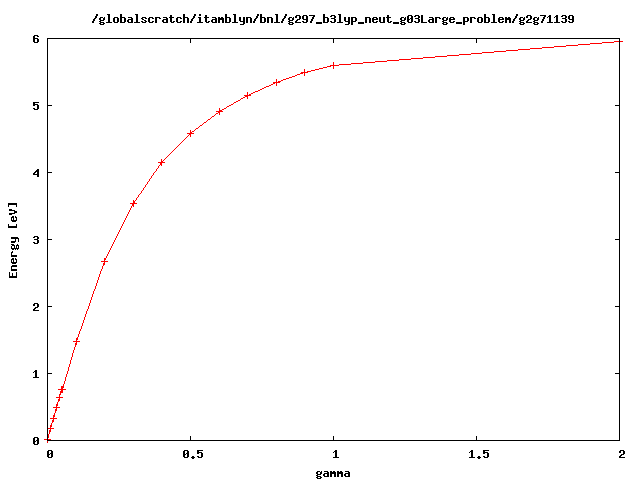 /globalscratch/itamblyn/bnl/g297_b3lyp_neut_g03Large_problem/g2g71139
6
5
4
3
2
1
0
Energy [eV]
0 0.5 1 1.5 2
gamma